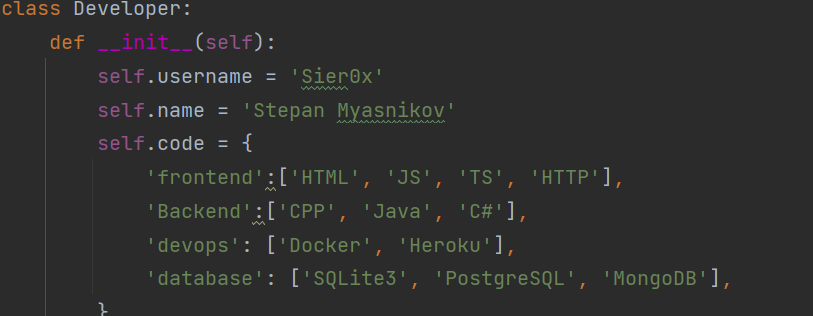 class Developer:
    def __init__(self):
        self.username = 'Sier0x'
        self.name = 'Stepan Myasnikov'
        self.code = {
            'frontend':['HTML', 'JS', 'TS', 'HTTP'],
            'Backend':['CPP', 'Java', 'C#'],
            'devops': ['Docker', 'Heroku'],
            'database': ['SQLite3', 'PostgreSQL', 'MongoDB'],
        }